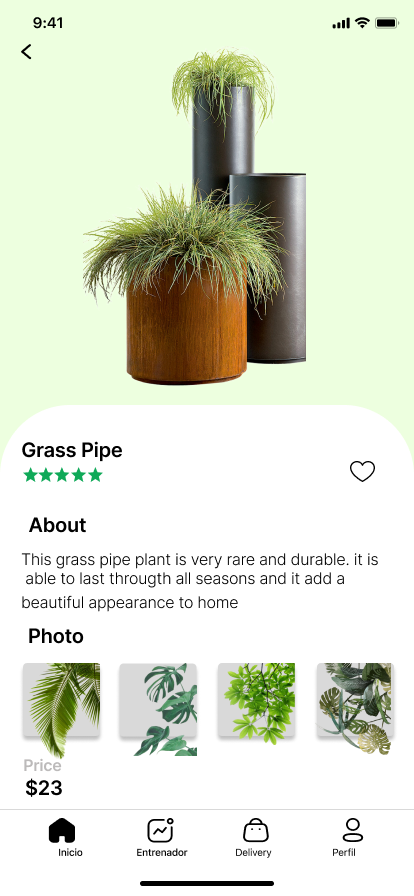 9:41
Grass Pipe
About
This grass pipe plant is very rare and durable. it is
able to last througth all seasons and it add a
beautiful appearance to home
Photo
Price
$23
Inicio
Entrenador
Delivery
Perfil